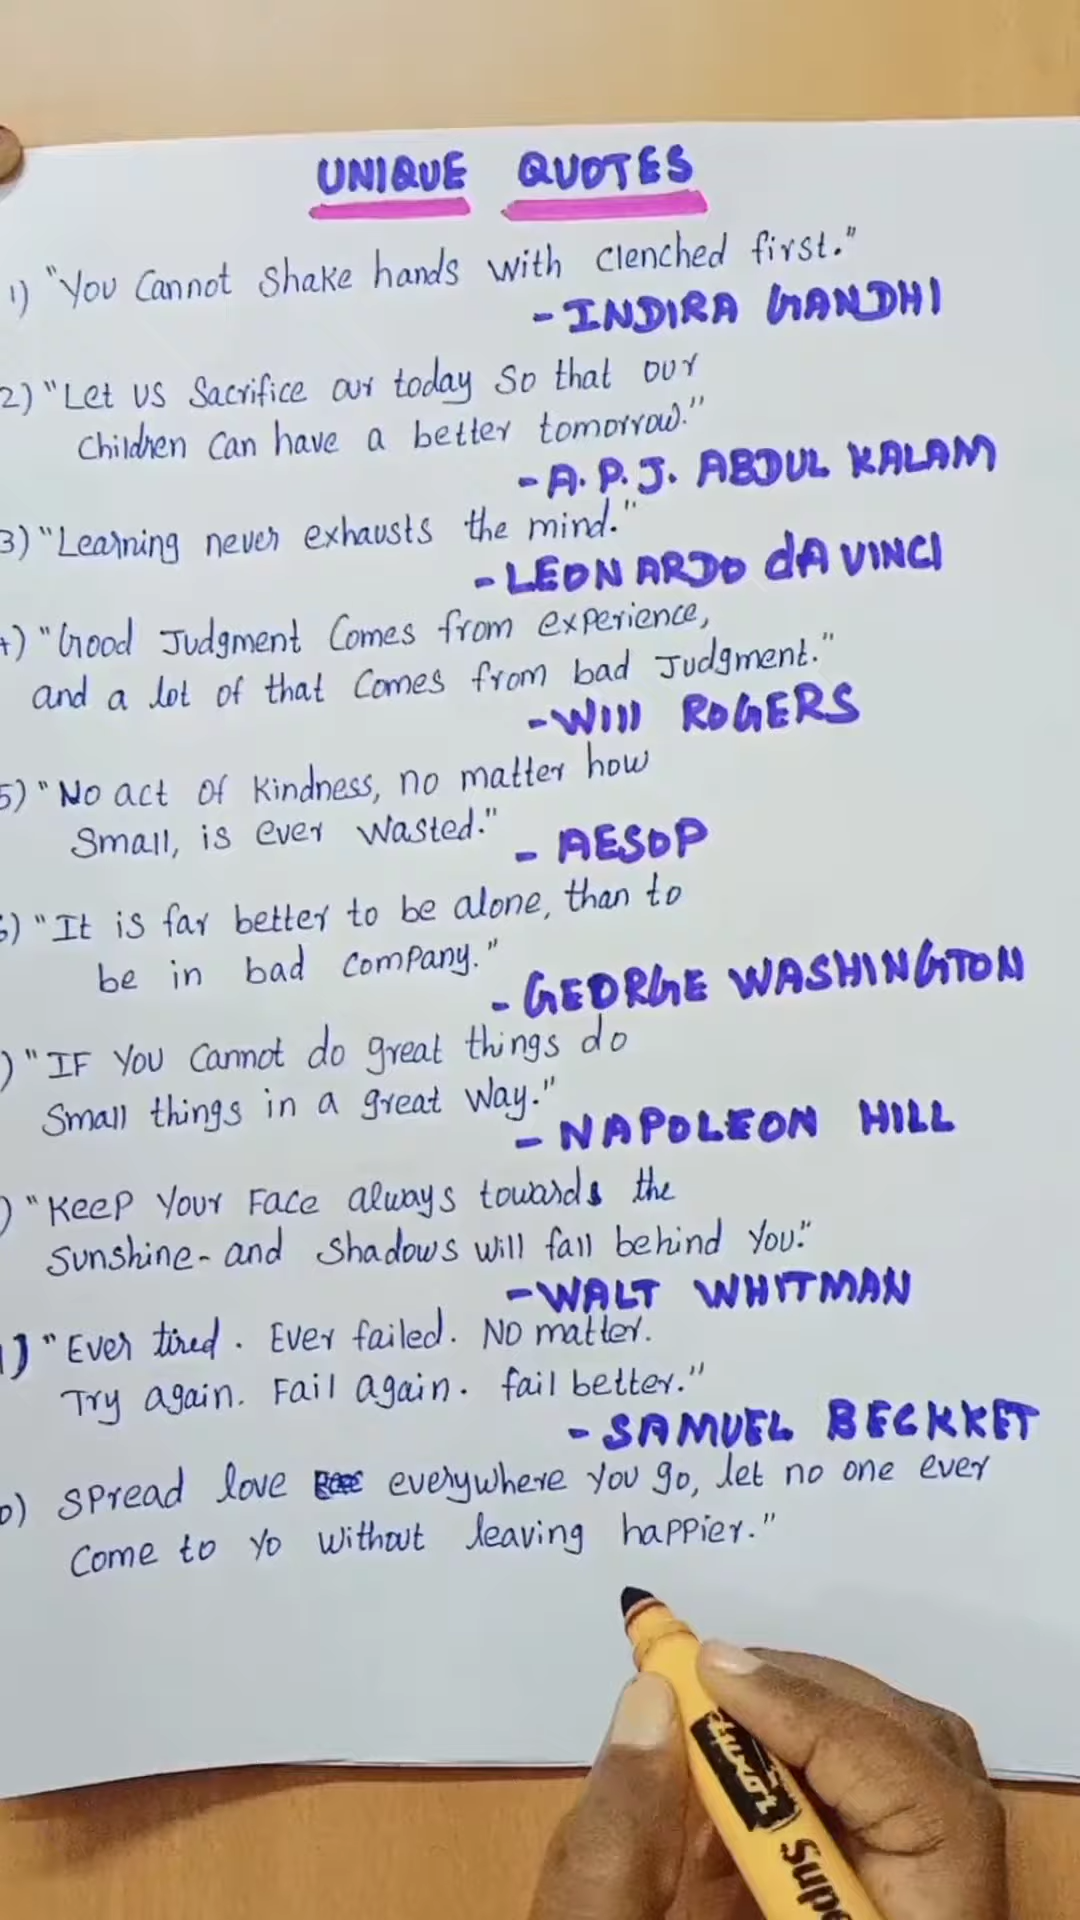 UNIQUE QUOTES
1) "You Cannot Shake hands with Clenched first."
- INDIRA GANDHI
2) "Let us Sacrifice our today so that our
Children Can have a better tomorrow."
- A. P. J. ABDUL KALAM
3) "Learning never exhausts the mind."
- LEONARDO dA VINCI
) "Good Judgment Comes from experience,
and a lot of that Comes from bad Judgment."
- Will ROGERS
5) "No act of Kindness, no matter how
Small, is ever wasted."
- AESOP
) "It is far better to be alone, than to
be in bad Company."
- GEORGE WASHINGTON
) "IF You Cannot do great things do
Small things in a great way."
- NAPOLEON HILL
) "Keep Your Face always towards the
Sunshine - and Shadows will fall behind You."
- WALT WHITMAN
) "Ever tired. Ever failed. No matter.
Try again. Fail again. fail better."
- SAMUEL BECKKET
) Spread love everywhere You go, let no one ever
Come to Yo without leaving happier."